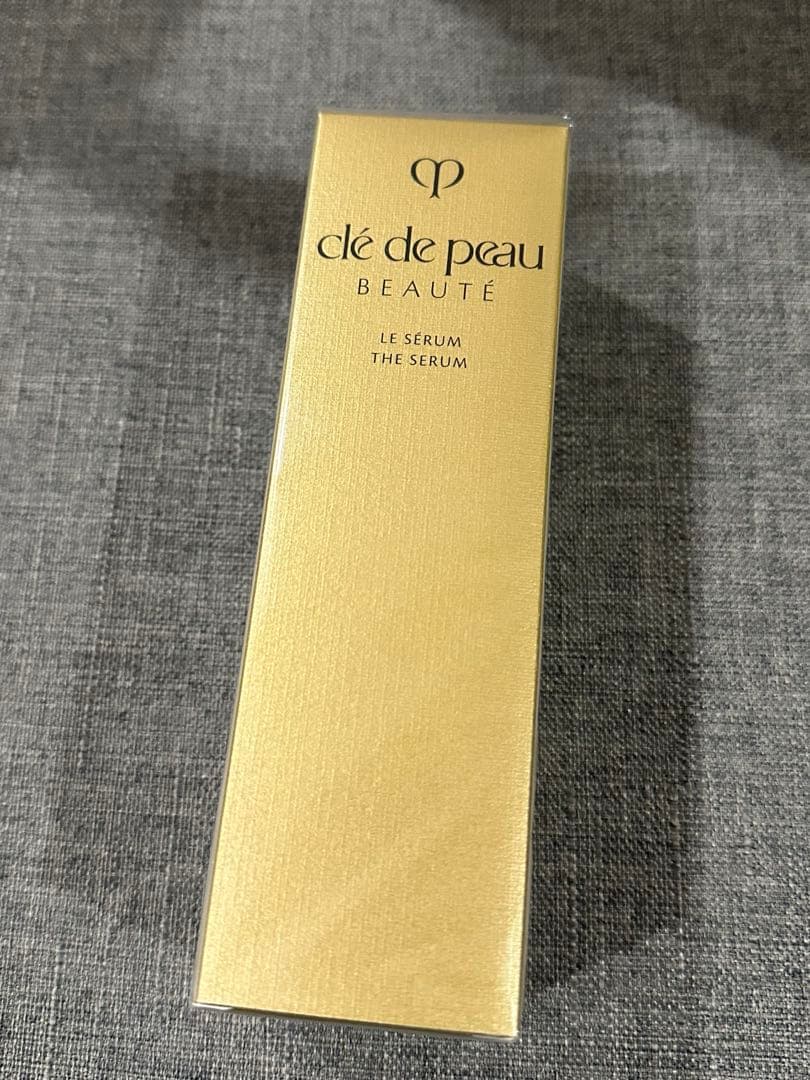 clé de peau
BEAUTÉ
LE SÉRUM
THE SERUM